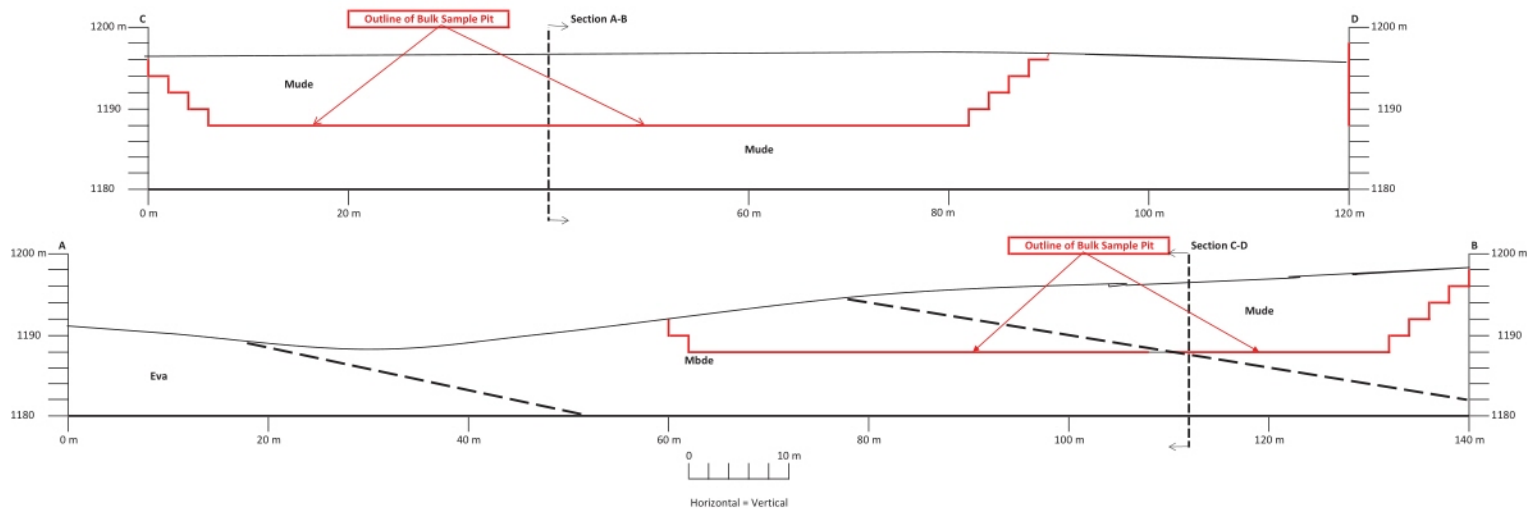 C
Outline of Bulk Sample Pit
Section A-B
D
1200 m
1200 m
Mude
1190
1190
Mude
1180
1180
0 m
20 m
60 m
80 m
100 m
120 m
A
Outline of Bulk Sample Pit
Section C-D
B
1200 m
1200 m
Mude
1190
1190
Mbde
Eva
1180
1180
0 m
20 m
40 m
60 m
80 m
100 m
120 m
140 m
0
10 m
Horizontal = Vertical